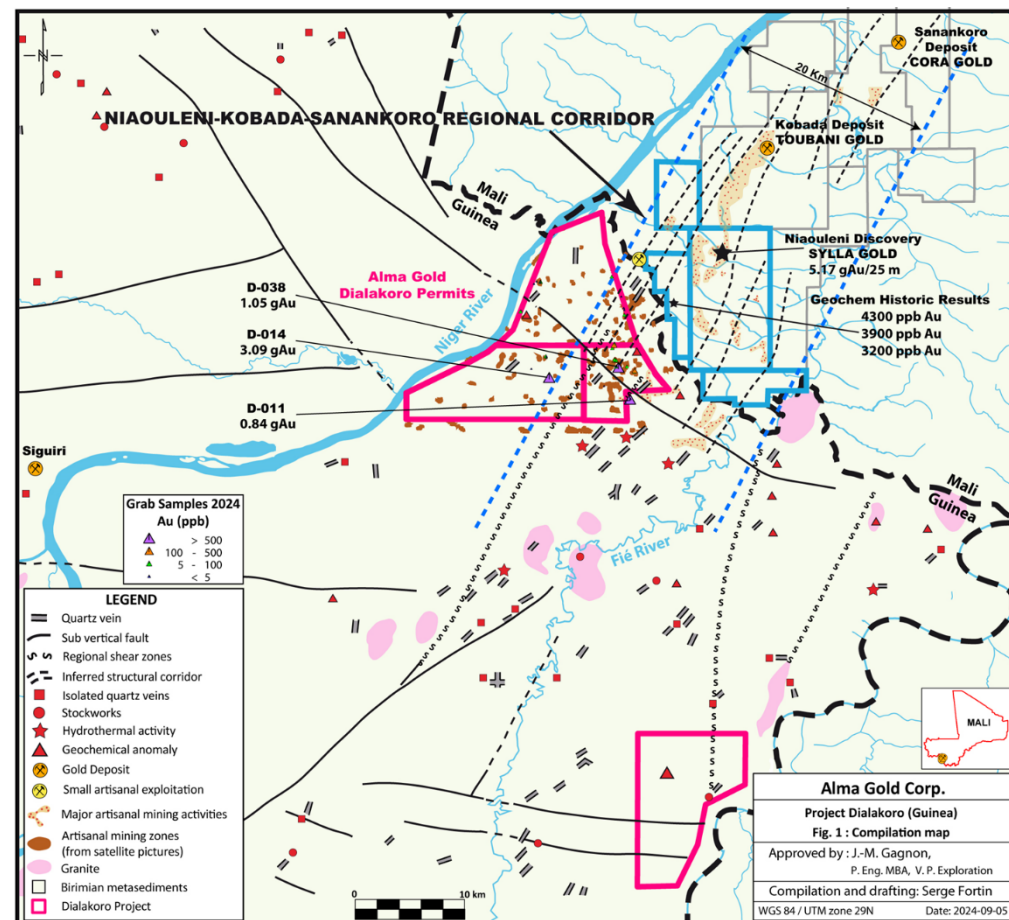 N
Sanankoro
Deposit
CORA GOLD
20 Km
NIAOULENI-KOBADA-SANANKORO REGIONAL CORRIDOR
Kobada Deposit
TOUBANI GOLD
Mali
Guinea
Niaouleni Discovery
SYLLA GOLD
5.17 gAu/25 m
Alma Gold
Dialakoro Permits
D-038
1.05 gAu
Geochem Historic Results
4300 ppb Au
3900 ppb Au
3200 ppb Au
Niger River
D-014
3.09 gAu
D-011
0.84 gAu
Siguiri
Mali
Guinea
Grab Samples 2024
Au (ppb)
> 500
100 - 500
5 - 100
< 5
Fié River
LEGEND
Quartz vein
Sub vertical fault
Regional shear zones
Inferred structural corridor
Isolated quartz veins
Stockworks
Hydrothermal activity
Geochemical anomaly
Gold Deposit
Small artisanal exploitation
Major artisanal mining activities
Artisanal mining zones
(from satellite pictures)
Granite
Birimian metasediments
Dialakoro Project
10 km
MALI
Alma Gold Corp.
Project Dialakoro (Guinea)
Fig. 1 : Compilation map
Approved by : J.-M. Gagnon,
P. Eng. MBA, V. P. Exploration
Compilation and drafting: Serge Fortin
WGS 84 / UTM zone 29N
Date: 2024-09-05